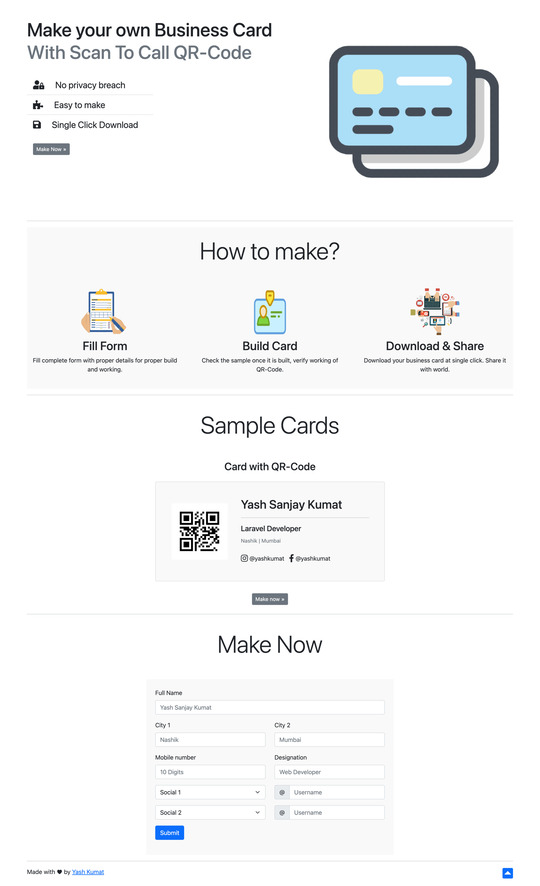 Make your own Business Card
With Scan To Call QR-Code
No privacy breach
Easy to make
Single Click Download
Make Now »
How to make?
Fill Form
Fill complete form with proper details for proper build
and working.
Build Card
Check the sample once it is built, verify working of
QR-Code.
Download & Share
Download your business card at single click. Share it
with world.
Sample Cards
Card with QR-Code
Yash Sanjay Kumat
Laravel Developer
Nashik | Mumbai
@yashkumat @yashkumat
Make now »
Make Now
Full Name
Yash Sanjay Kumat
City 1 City 2
Nashik Mumbai
Mobile number Designation
10 Digits Web Developer
Social 1 @ Username
Social 2 @ Username
Submit
Made with ♥ by Yash Kumat